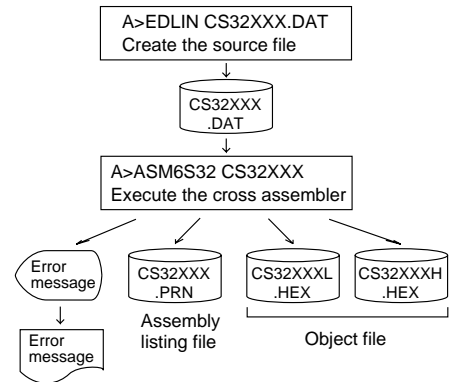 A>EDLIN CS32XXX.DAT
Create the source file
CS32XXX
.DAT
A>ASM6S32 CS32XXX
Execute the cross assembler
Error
message
CS32XXX
.PRN
CS32XXXL
.HEX
CS32XXXH
.HEX
Assembly
listing file
Object file
Error
message